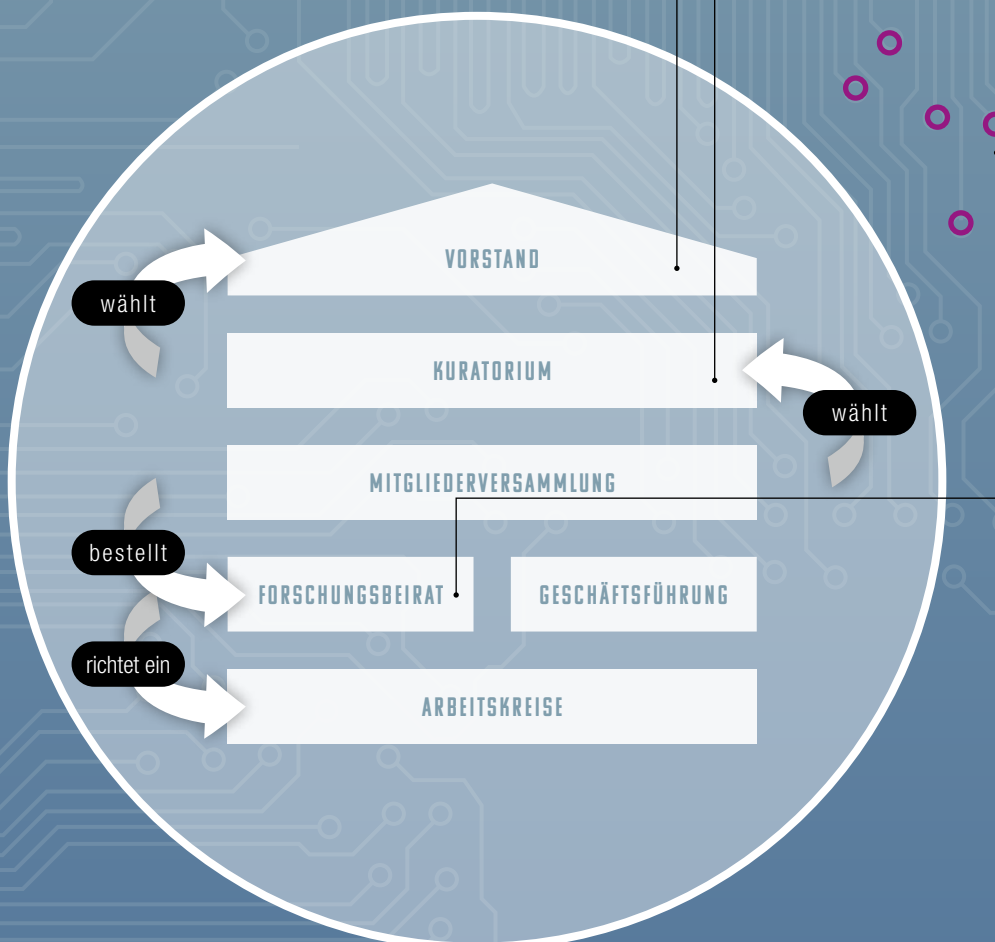 VORSTAND
wählt
KURATORIUM
wählt
MITGLIEDERVERSAMMLUNG
bestellt
FORSCHUNGSBEIRAT
GESCHÄFTSFÜHRUNG
richtet ein
ARBEITSKREISE